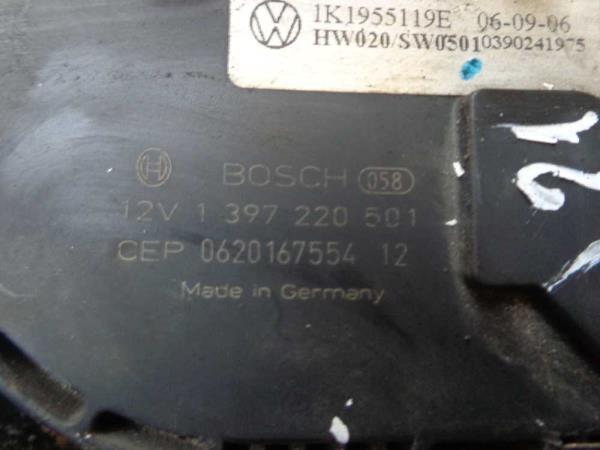 1K1955119E 06-09-06
HW020/SW0501 0390241975
BOSCH 058
12V 1 397 220 501
CEP 0620167554 12
Made in Germany